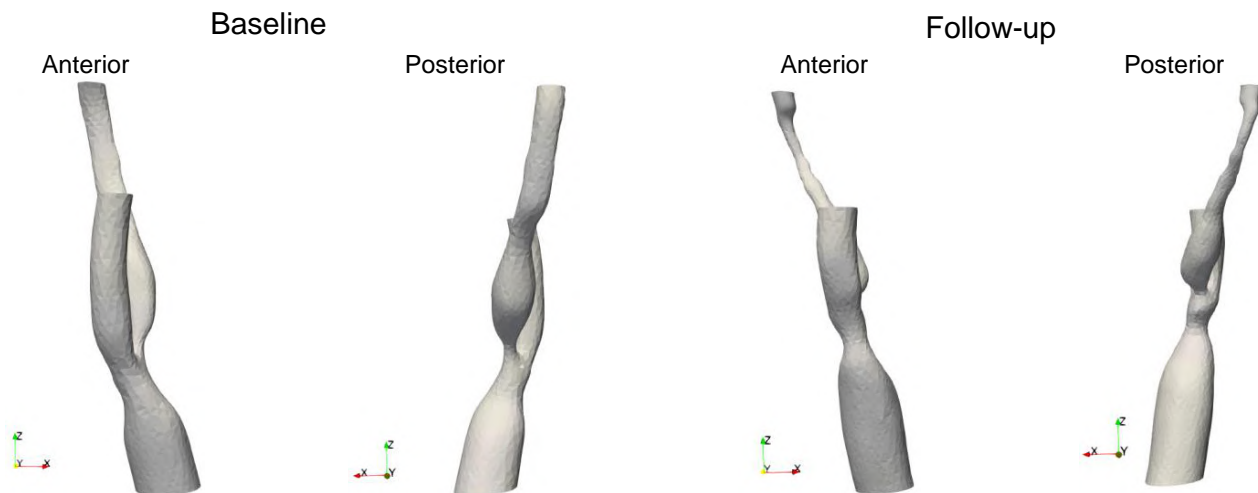 Baseline
Follow-up
Anterior
Posterior
Anterior
Posterior
Z
Y
X
Z
X
Y
Z
Y
X
Z
X
Y